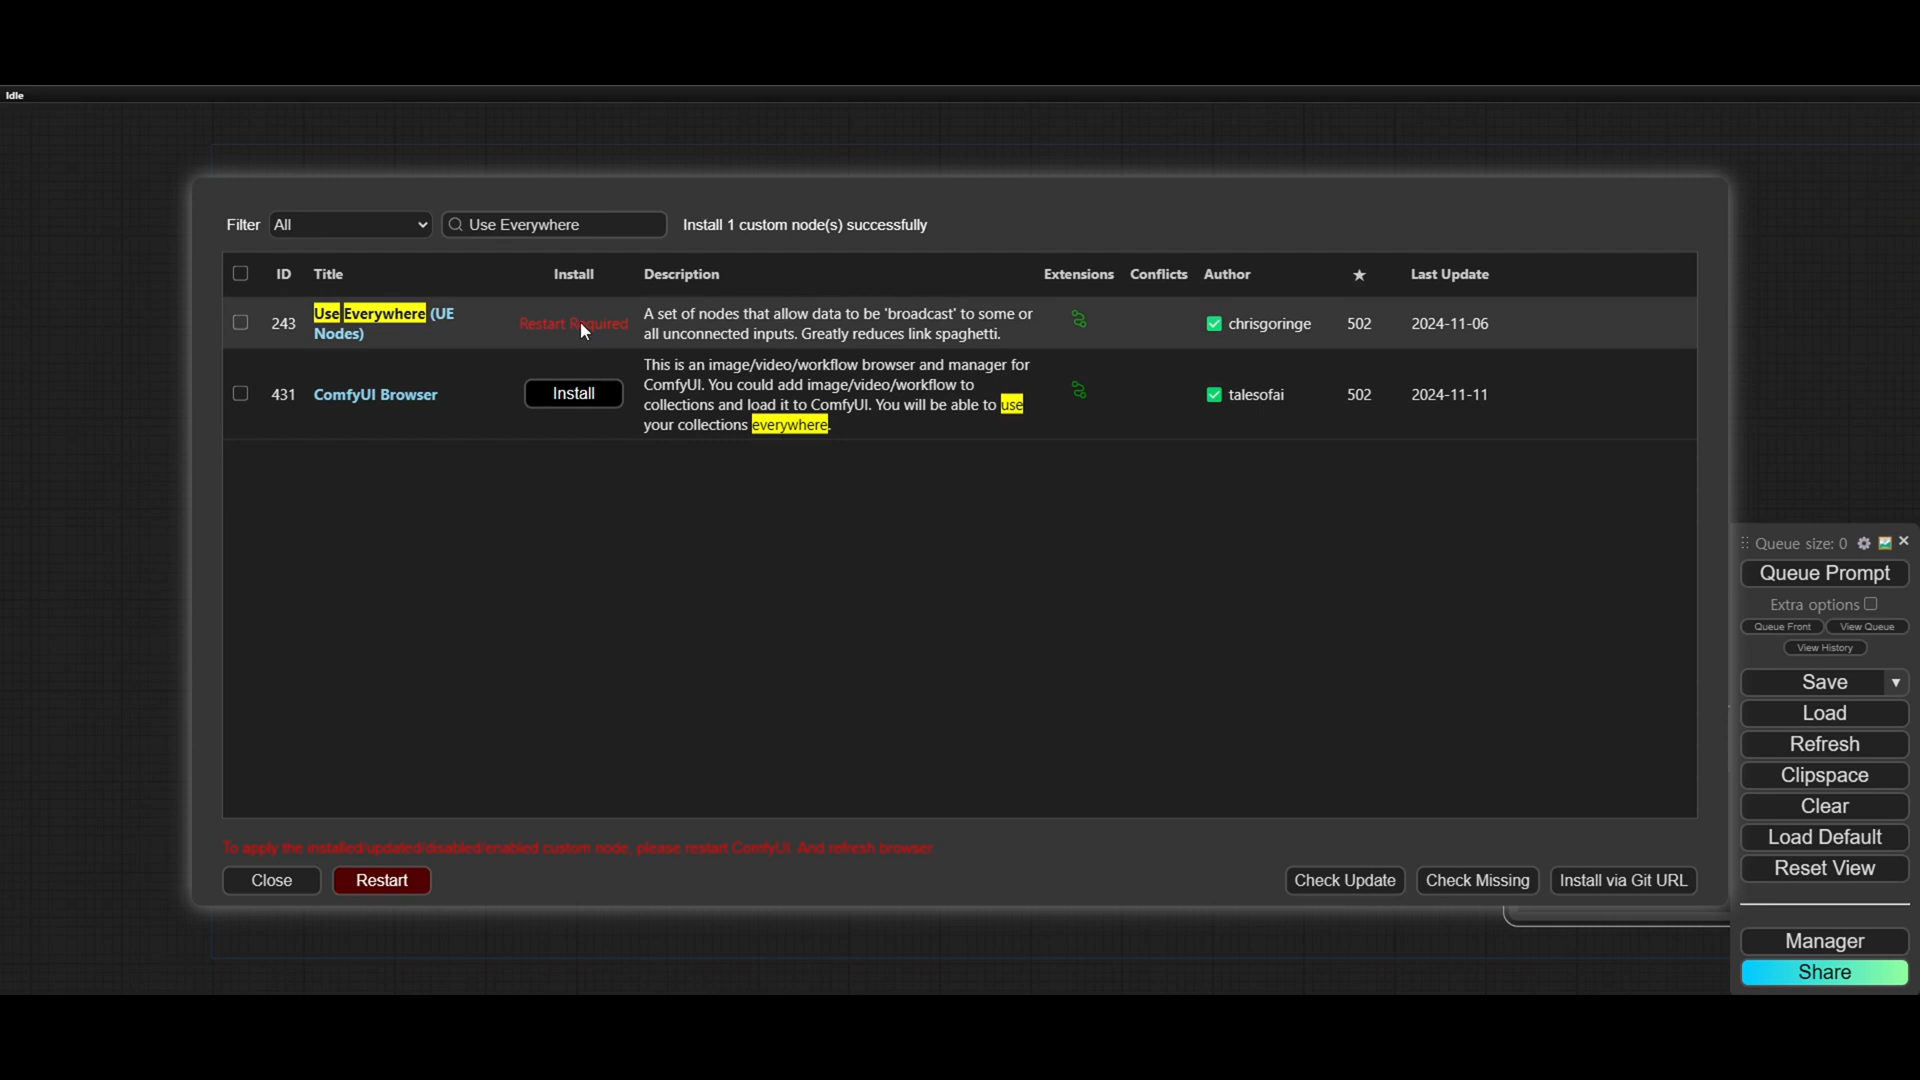 Idle
Filter All Use Everywhere Install 1 custom node(s) successfully
ID Title Install Description Extensions Conflicts Author ★ Last Update
243 Use Everywhere (UE Nodes) Restart Required A set of nodes that allow data to be 'broadcast' to some or chrisgoringe 502 2024-11-06
all unconnected inputs. Greatly reduces link spaghetti.
This is an image/video/workflow browser and manager for
431 ComfyUI Browser Install ComfyUI. You could add image/video/workflow to talesofai 502 2024-11-11
collections and load it to ComfyUI. You will be able to use
your collections everywhere.
To apply the installed/updated/disabled/enabled custom node, please restart ComfyUI. And refresh browser.
Close Restart Check Update Check Missing Install via Git URL
Queue size: 0
Queue Prompt
Extra options
Queue Front View Queue
View History
Save ▼
Load
Refresh
Clipspace
Clear
Load Default
Reset View
Manager
Share